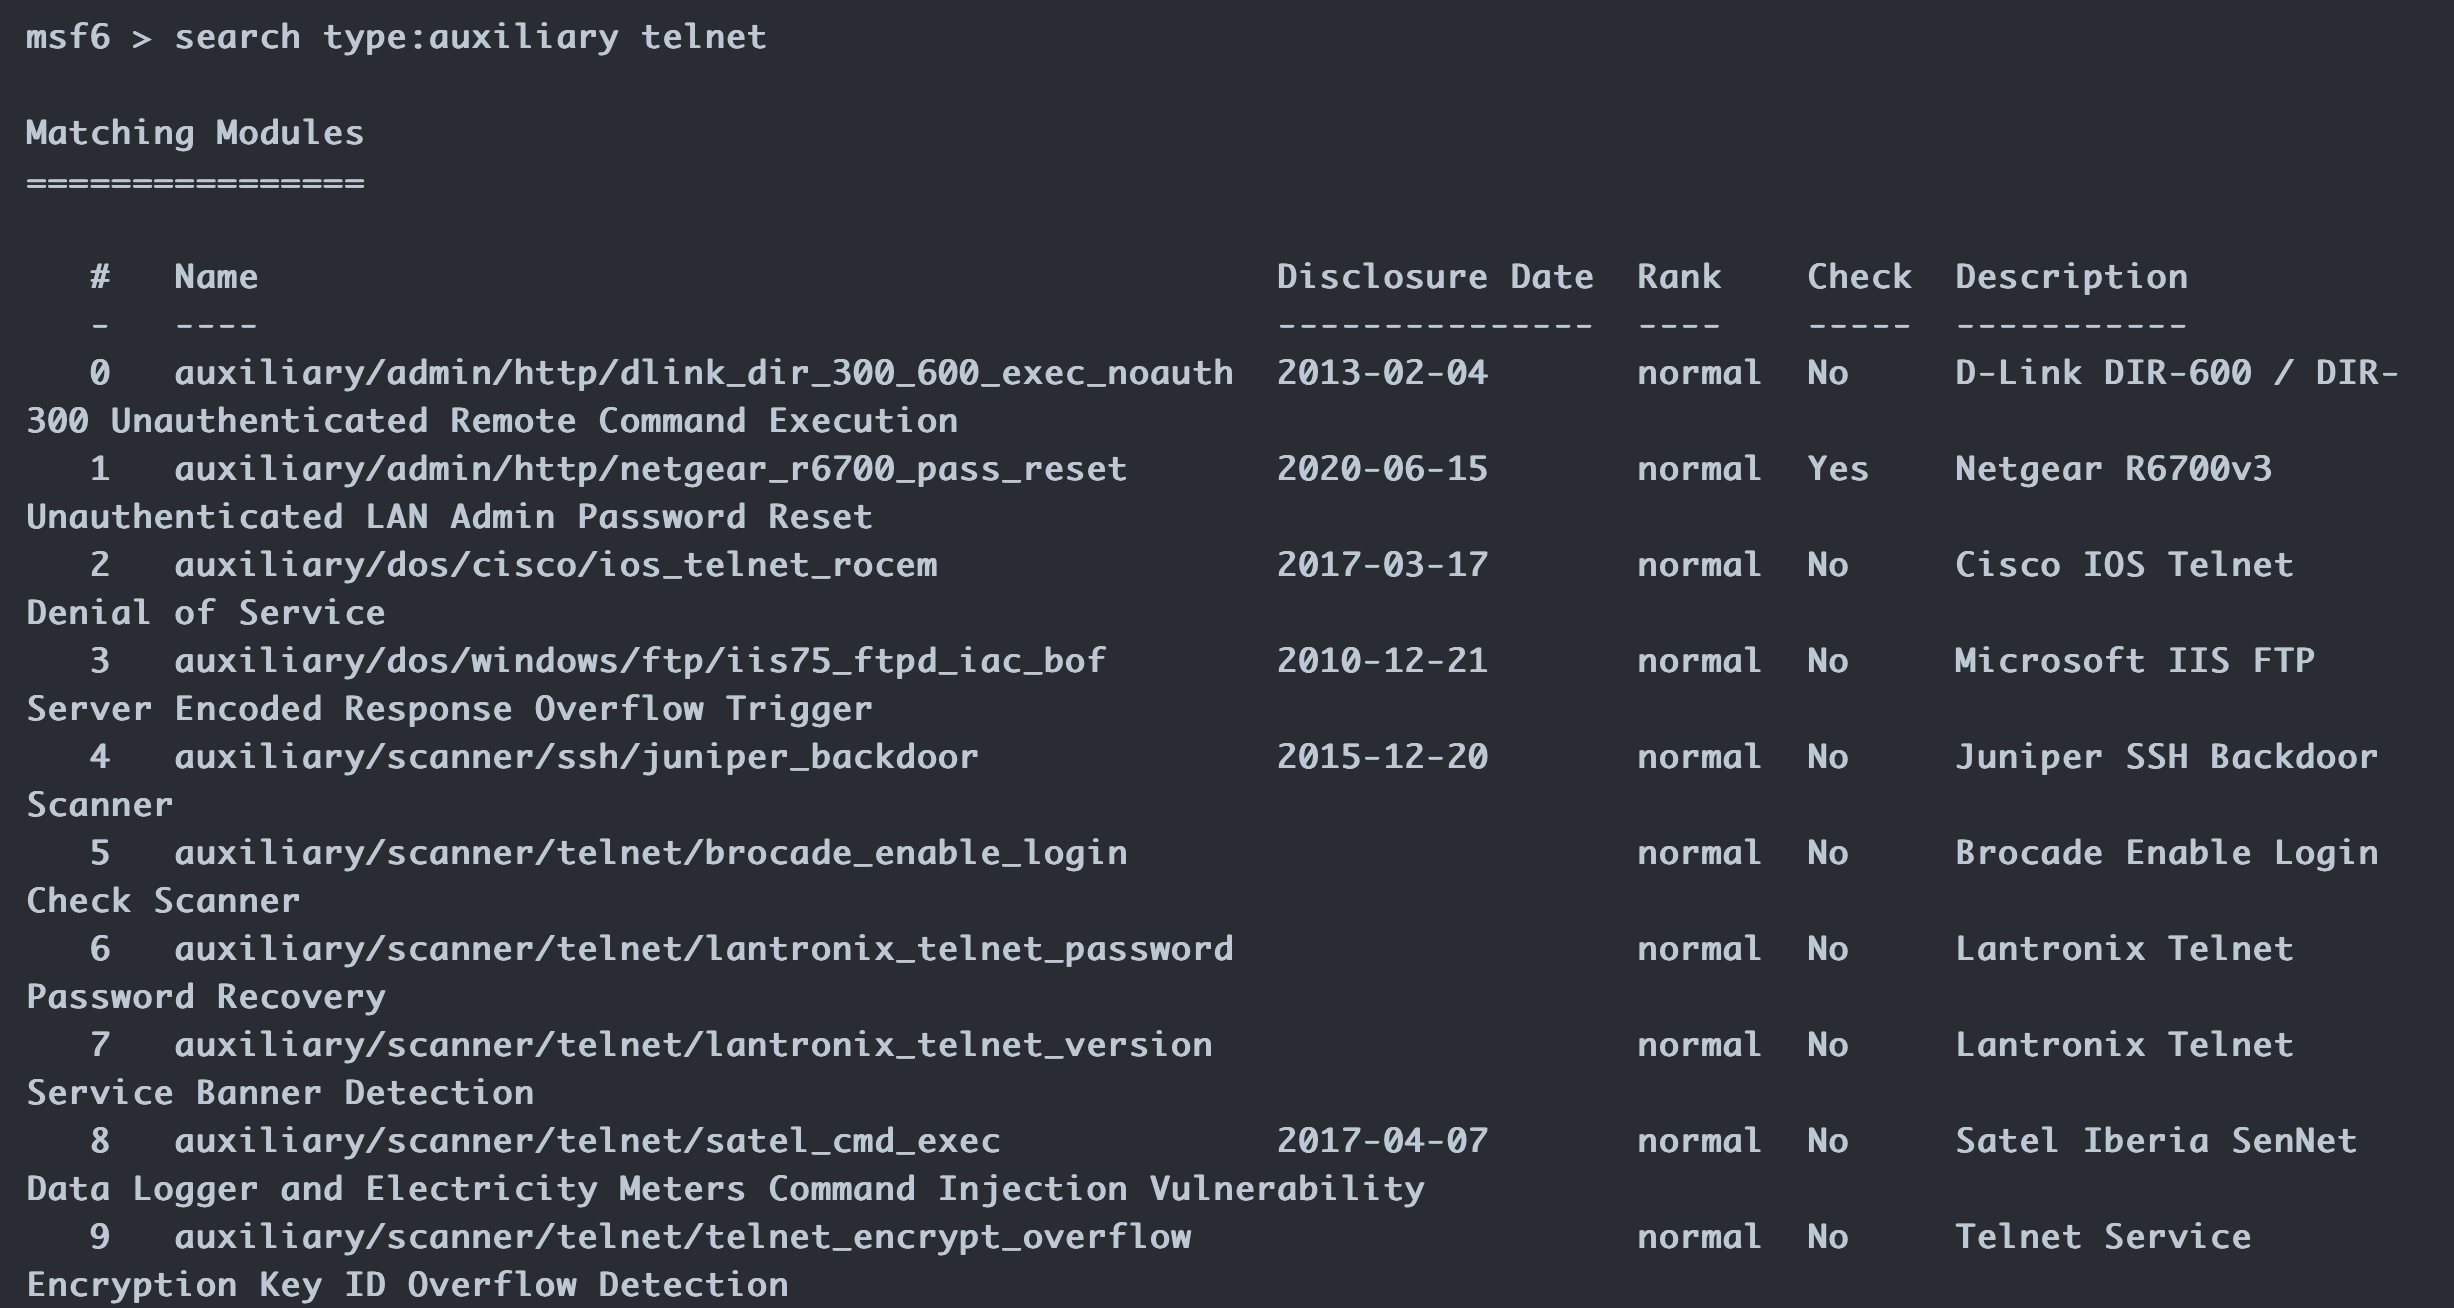 msf6 > search type:auxiliary telnet
Matching Modules
================
#   Name                                                Disclosure Date  Rank    Check  Description
-   ----                                                ---------------  ----    -----  -----------
0   auxiliary/admin/http/dlink_dir_300_600_exec_noauth  2013-02-04       normal  No     D-Link DIR-600 / DIR-
300 Unauthenticated Remote Command Execution
1   auxiliary/admin/http/netgear_r6700_pass_reset       2020-06-15       normal  Yes    Netgear R6700v3
Unauthenticated LAN Admin Password Reset
2   auxiliary/dos/cisco/ios_telnet_rocem                2017-03-17       normal  No     Cisco IOS Telnet
Denial of Service
3   auxiliary/dos/windows/ftp/iis75_ftpd_iac_bof        2010-12-21       normal  No     Microsoft IIS FTP
Server Encoded Response Overflow Trigger
4   auxiliary/scanner/ssh/juniper_backdoor              2015-12-20       normal  No     Juniper SSH Backdoor
Scanner
5   auxiliary/scanner/telnet/brocade_enable_login                        normal  No     Brocade Enable Login
Check Scanner
6   auxiliary/scanner/telnet/lantronix_telnet_password                   normal  No     Lantronix Telnet
Password Recovery
7   auxiliary/scanner/telnet/lantronix_telnet_version                    normal  No     Lantronix Telnet
Service Banner Detection
8   auxiliary/scanner/telnet/satel_cmd_exec             2017-04-07       normal  No     Satel Iberia SenNet
Data Logger and Electricity Meters Command Injection Vulnerability
9   auxiliary/scanner/telnet/telnet_encrypt_overflow                     normal  No     Telnet Service
Encryption Key ID Overflow Detection